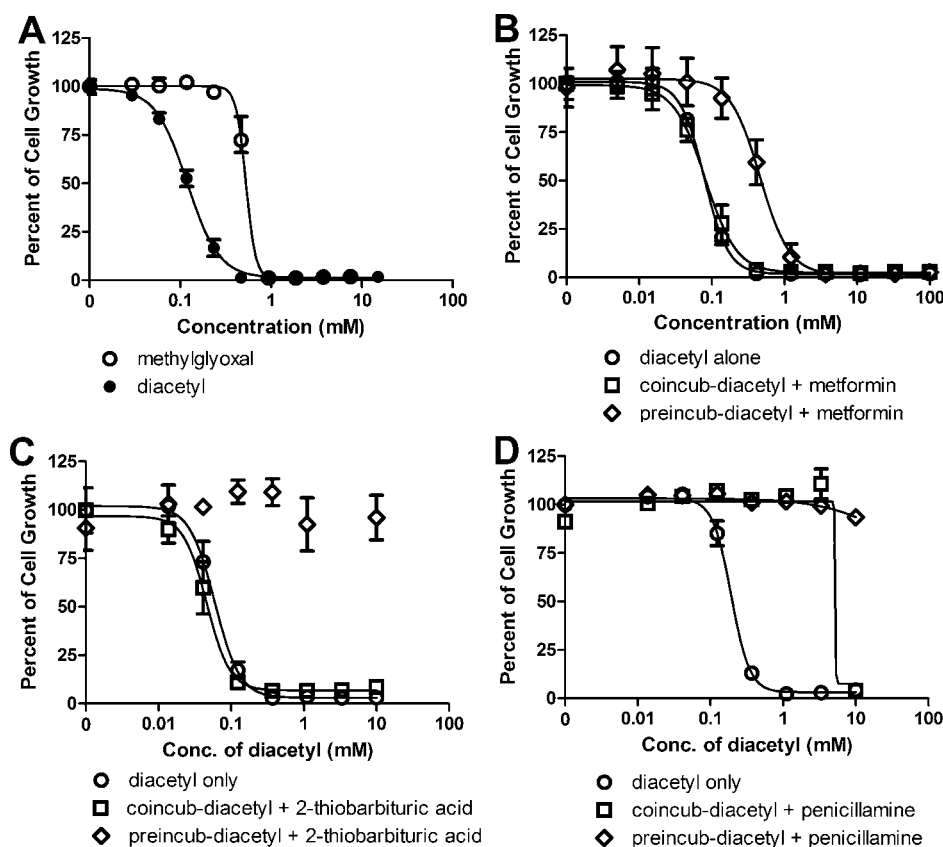 A
125
100
75
50
25
0
Percent of Cell Growth
0
0.1
1
10
100
Concentration (mM)
methylglyoxal
diacetyl
B
125
100
75
50
25
0
Percent of Cell Growth
0
0.01
0.1
1
10
100
Concentration (mM)
diacetyl alone
coincub-diacetyl + metformin
preincub-diacetyl + metformin
C
125
100
75
50
25
0
Percent of Cell Growth
0
0.01
0.1
1
10
100
Conc. of diacetyl (mM)
diacetyl only
coincub-diacetyl + 2-thiobarbituric acid
preincub-diacetyl + 2-thiobarbituric acid
D
125
100
75
50
25
0
Percent of Cell Growth
0
0.01
0.1
1
10
100
Conc. of diacetyl (mM)
diacetyl only
coincub-diacetyl + penicillamine
preincub-diacetyl + penicillamine